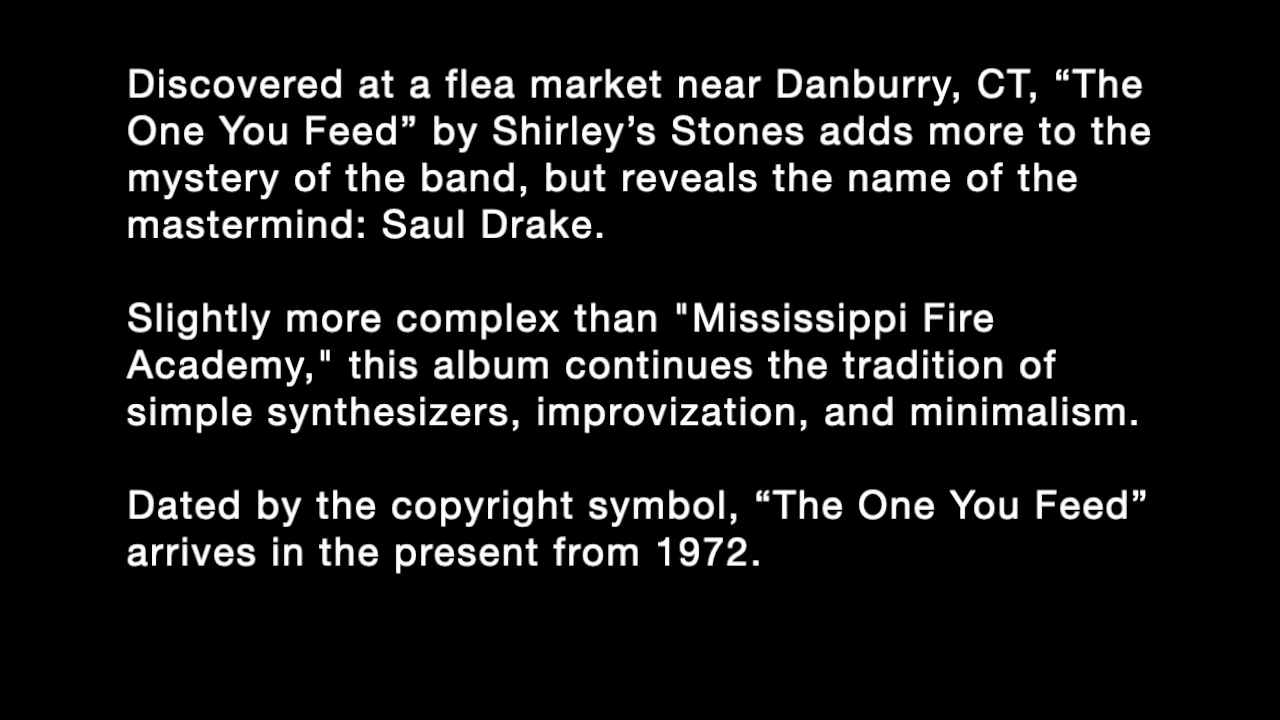 Discovered at a flea market near Danburry, CT, “The
One You Feed” by Shirley’s Stones adds more to the
mystery of the band, but reveals the name of the
mastermind: Saul Drake.
Slightly more complex than "Mississippi Fire
Academy," this album continues the tradition of
simple synthesizers, improvization, and minimalism.
Dated by the copyright symbol, “The One You Feed”
arrives in the present from 1972.